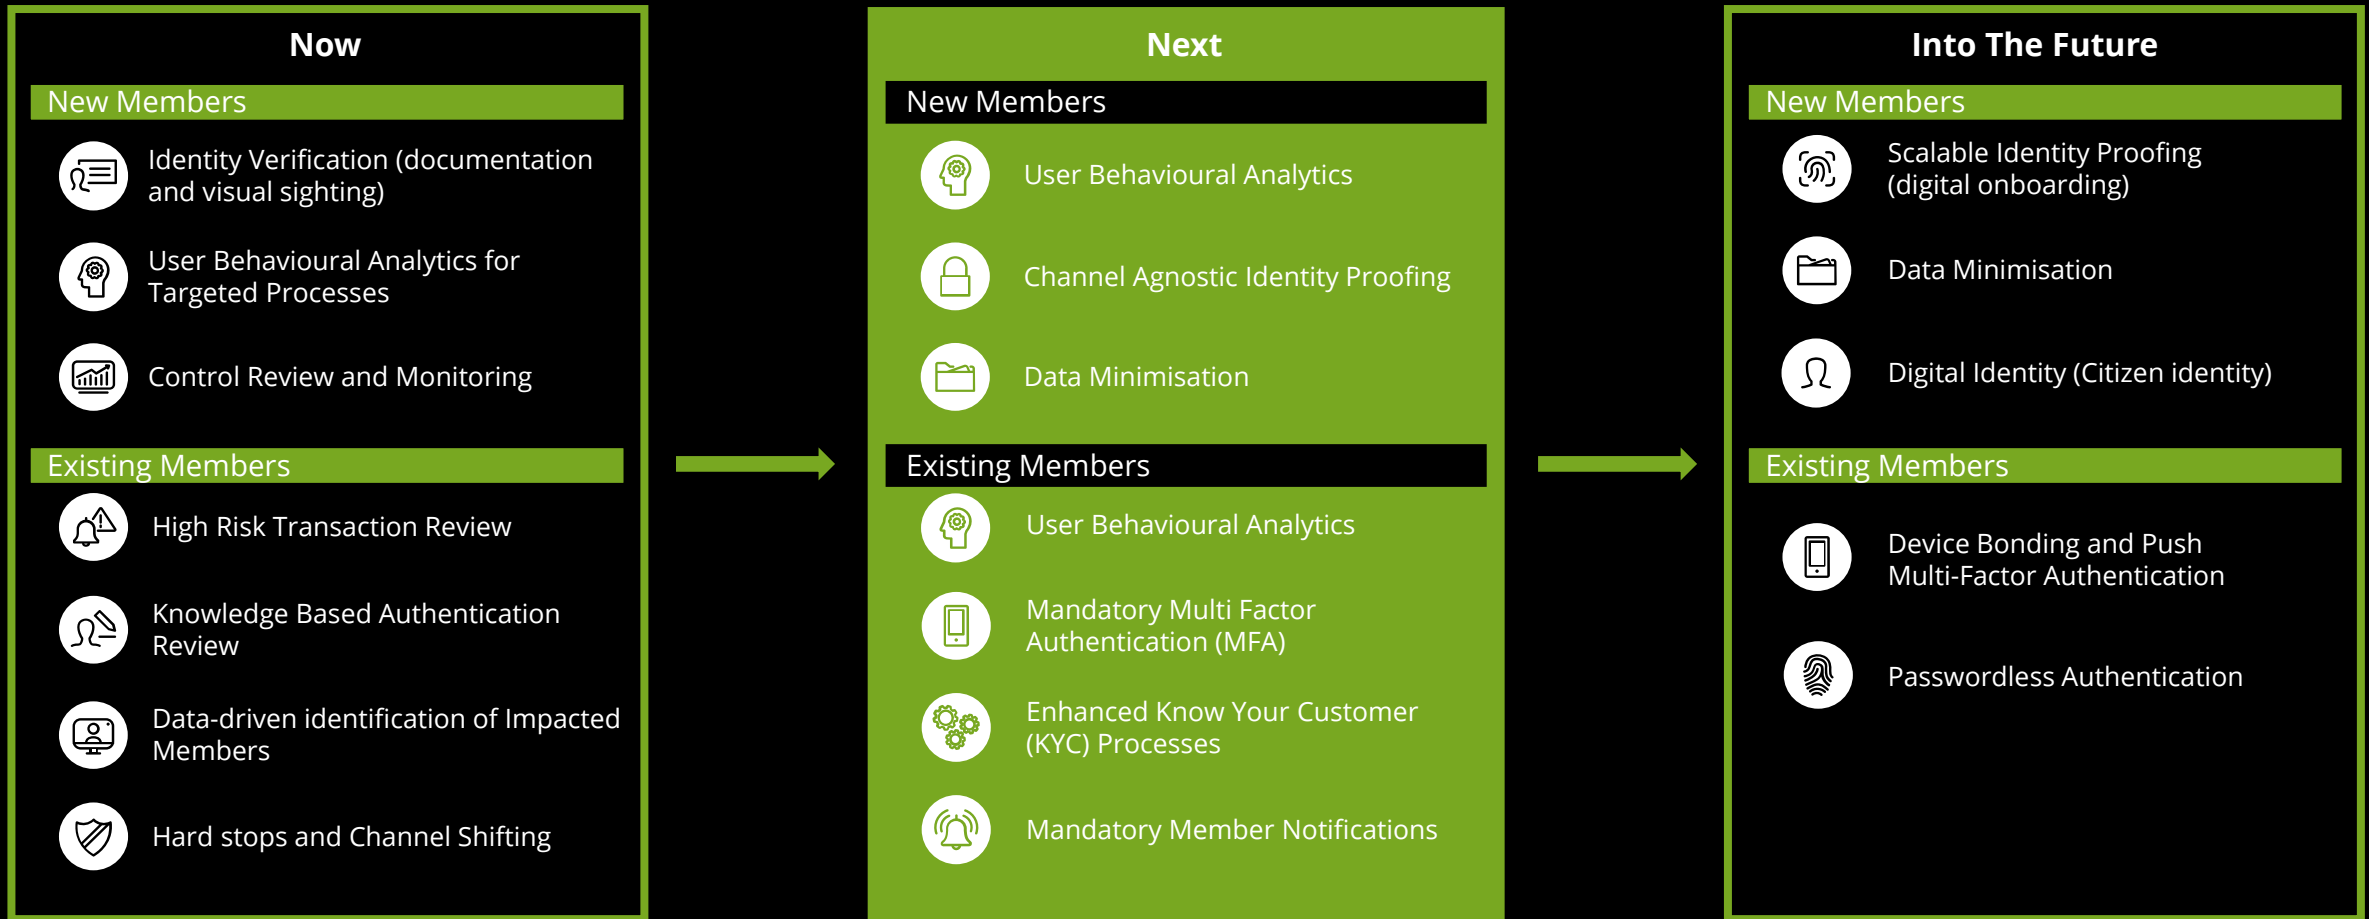 Now
New Members
Identity Verification (documentation
and visual sighting)
User Behavioural Analytics for
Targeted Processes
Control Review and Monitoring
Existing Members
High Risk Transaction Review
Knowledge Based Authentication
Review
Data-driven identification of Impacted
Members
Hard stops and Channel Shifting
Next
New Members
User Behavioural Analytics
Channel Agnostic Identity Proofing
Data Minimisation
Existing Members
User Behavioural Analytics
Mandatory Multi Factor
Authentication (MFA)
Enhanced Know Your Customer
(KYC) Processes
Mandatory Member Notifications
Into The Future
New Members
Scalable Identity Proofing
(digital onboarding)
Data Minimisation
Digital Identity (Citizen identity)
Existing Members
Device Bonding and Push
Multi-Factor Authentication
Passwordless Authentication